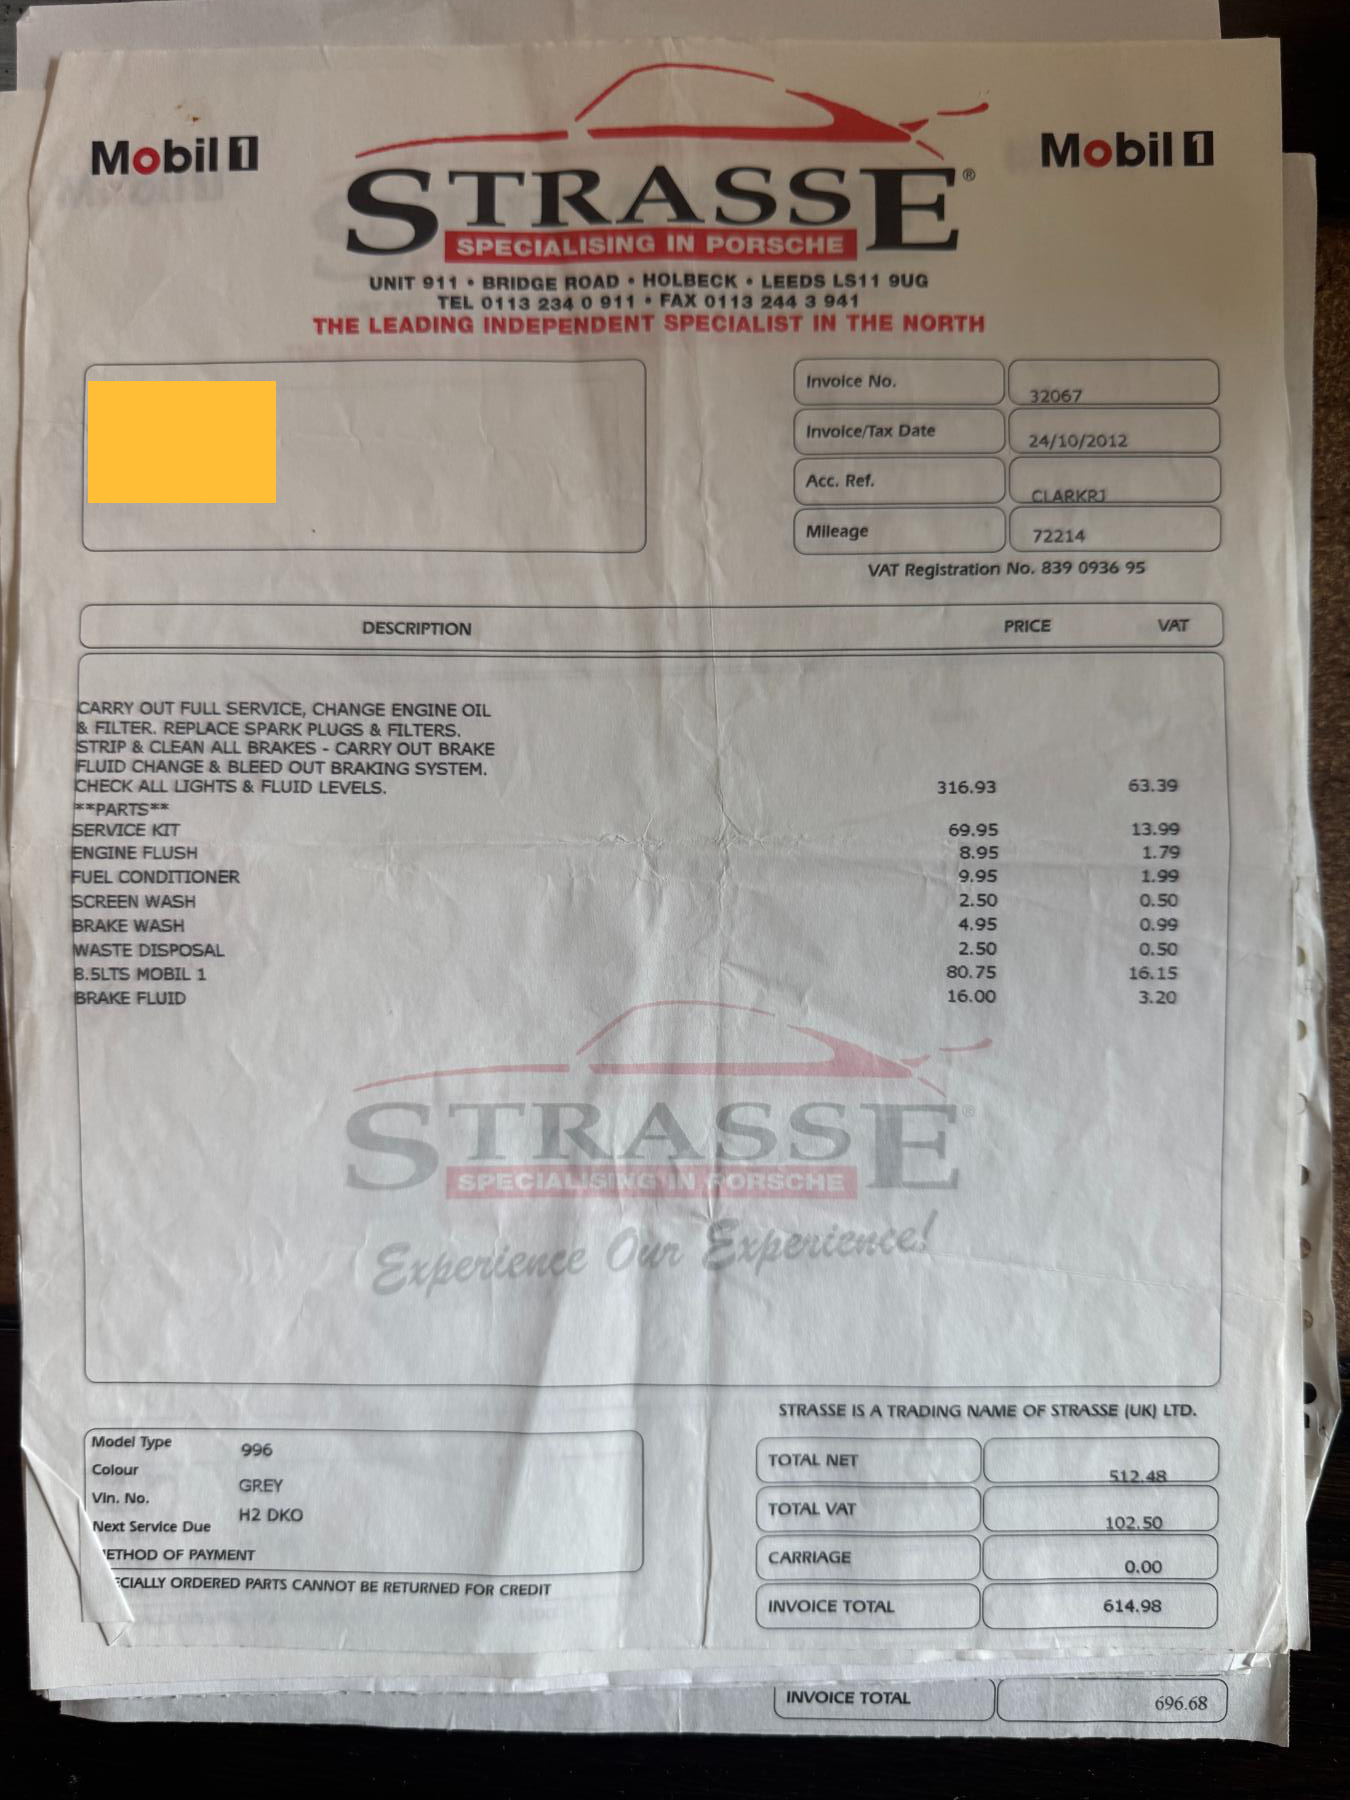 Mobil 1
STRASSE®
Mobil 1
SPECIALISING IN PORSCHE
UNIT 911 • BRIDGE ROAD • HOLBECK • LEEDS LS11 9UG
TEL 0113 234 0 911 • FAX 0113 244 3 941
THE LEADING INDEPENDENT SPECIALIST IN THE NORTH
Invoice No. 32067
Invoice/Tax Date 24/10/2012
Acc. Ref. CLARKRJ
Mileage 72214
VAT Registration No. 839 0936 95
DESCRIPTION PRICE VAT
CARRY OUT FULL SERVICE, CHANGE ENGINE OIL
& FILTER. REPLACE SPARK PLUGS & FILTERS.
STRIP & CLEAN ALL BRAKES - CARRY OUT BRAKE
FLUID CHANGE & BLEED OUT BRAKING SYSTEM.
CHECK ALL LIGHTS & FLUID LEVELS. 316.93 63.39
**PARTS**
SERVICE KIT 69.95 13.99
ENGINE FLUSH 8.95 1.79
FUEL CONDITIONER 9.95 1.99
SCREEN WASH 2.50 0.50
BRAKE WASH 4.95 0.99
WASTE DISPOSAL 2.50 0.50
8.5LTS MOBIL 1 80.75 16.15
BRAKE FLUID 16.00 3.20
STRASSE®
SPECIALISING IN PORSCHE
Experience Our Experience!
STRASSE IS A TRADING NAME OF STRASSE (UK) LTD.
Model Type 996
Colour GREY
Vin. No. H2 DKO
Next Service Due
ETHOD OF PAYMENT
ECIALLY ORDERED PARTS CANNOT BE RETURNED FOR CREDIT
TOTAL NET 512.48
TOTAL VAT 102.50
CARRIAGE 0.00
INVOICE TOTAL 614.98
INVOICE TOTAL 696.68